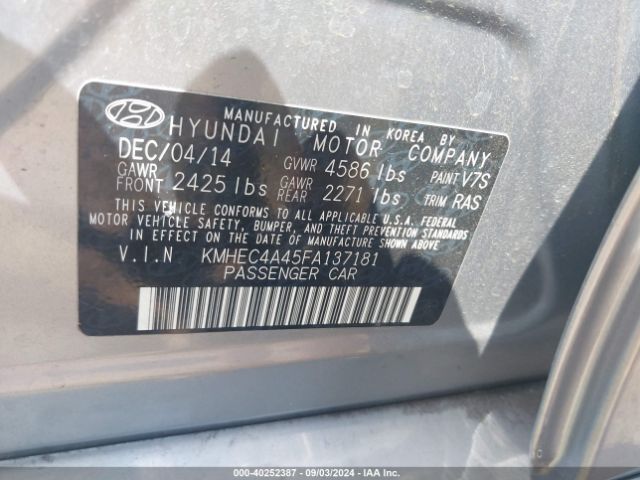 MANUFACTURED IN KOREA BY
HYUNDAI MOTOR COMPANY
DEC/04/14 GVWR 4586 lbs PAINT V7S
GAWR FRONT 2425 lbs GAWR REAR 2271 lbs TRIM RAS
THIS VEHICLE CONFORMS TO ALL APPLICABLE U.S.A. FEDERAL
MOTOR VEHICLE SAFETY, BUMPER, AND THEFT PREVENTION STANDARDS
IN EFFECT ON THE DATE OF MANUFACTURE SHOWN ABOVE.
V.I.N KMHEC4A45FA137181
PASSENGER CAR
000-40252387 - 09/03/2024 - IAA Inc.